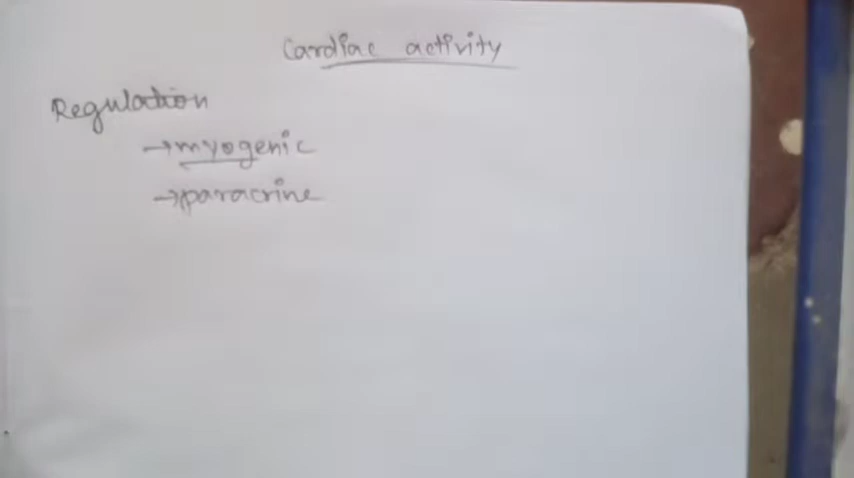 Cardiac activity
Regulation
→myogenic
→paracrine